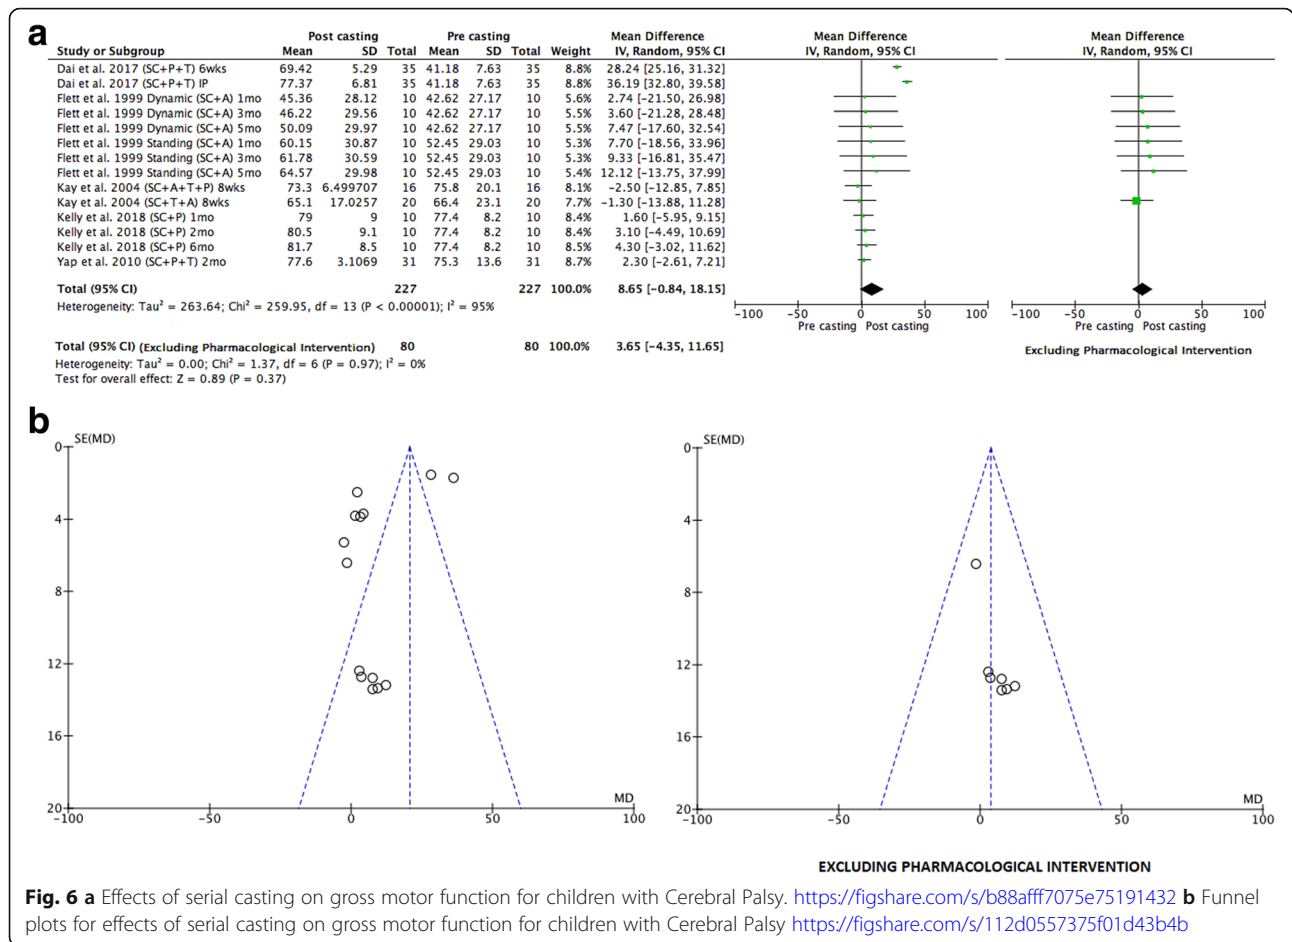 a
Post casting Pre casting Mean Difference Mean Difference Mean Difference
Study or Subgroup Mean SD Total Mean SD Total Weight IV, Random, 95% CI IV, Random, 95% CI IV, Random, 95% CI
Dai et al. 2017 (SC+P+T) 6wks 69.42 5.29 35 41.18 7.63 35 8.8% 28.24 [25.16, 31.32]
Dai et al. 2017 (SC+P+T) IP 77.37 6.81 35 41.18 7.63 35 8.8% 36.19 [32.80, 39.58]
Flett et al. 1999 Dynamic (SC+A) 1mo 45.36 28.12 10 42.62 27.17 10 5.6% 2.74 [-21.50, 26.98]
Flett et al. 1999 Dynamic (SC+A) 3mo 46.22 29.56 10 42.62 27.17 10 5.5% 3.60 [-21.28, 28.48]
Flett et al. 1999 Dynamic (SC+A) 5mo 50.09 29.97 10 42.62 27.17 10 5.5% 7.47 [-17.60, 32.54]
Flett et al. 1999 Standing (SC+A) 1mo 60.15 30.87 10 52.45 29.03 10 5.3% 7.70 [-18.56, 33.96]
Flett et al. 1999 Standing (SC+A) 3mo 61.78 30.59 10 52.45 29.03 10 5.3% 9.33 [-16.81, 35.47]
Flett et al. 1999 Standing (SC+A) 5mo 64.57 29.98 10 52.45 29.03 10 5.4% 12.12 [-13.75, 37.99]
Kay et al. 2004 (SC+A+T+P) 8wks 73.3 6.499707 16 75.8 20.1 16 8.1% -2.50 [-12.85, 7.85]
Kay et al. 2004 (SC+T+A) 8wks 65.1 17.0257 20 66.4 23.1 20 7.7% -1.30 [-13.88, 11.28]
Kelly et al. 2018 (SC+P) 1mo 79 9 10 77.4 8.2 10 8.4% 1.60 [-5.95, 9.15]
Kelly et al. 2018 (SC+P) 2mo 80.5 9.1 10 77.4 8.2 10 8.4% 3.10 [-4.49, 10.69]
Kelly et al. 2018 (SC+P) 6mo 81.7 8.5 10 77.4 8.2 10 8.5% 4.30 [-3.02, 11.62]
Yap et al. 2010 (SC+P+T) 2mo 77.6 3.1069 31 75.3 13.6 31 8.7% 2.30 [-2.61, 7.21]
Total (95% CI) 227 227 100.0% 8.65 [-0.84, 18.15]
Heterogeneity: Tau² = 263.64; Chi² = 259.95, df = 13 (P < 0.00001); I² = 95%
-100 -50 0 50 100 -100 -50 0 50 100
Pre casting Post casting Pre casting Post casting
Total (95% CI) (Excluding Pharmacological Intervention) 80 80 100.0% 3.65 [-4.35, 11.65]
Excluding Pharmacological Intervention
Heterogeneity: Tau² = 0.00; Chi² = 1.37, df = 6 (P = 0.97); I² = 0%
Test for overall effect: Z = 0.89 (P = 0.37)
b
SE(MD) SE(MD)
0 0
4 4
8 8
12 12
16 16
MD MD
20 20
-100 -50 0 50 100 -100 -50 0 50 100
EXCLUDING PHARMACOLOGICAL INTERVENTION
Fig. 6 a Effects of serial casting on gross motor function for children with Cerebral Palsy. https://figshare.com/s/b88afff7075e75191432 b Funnel
plots for effects of serial casting on gross motor function for children with Cerebral Palsy https://figshare.com/s/112d0557375f01d43b4b